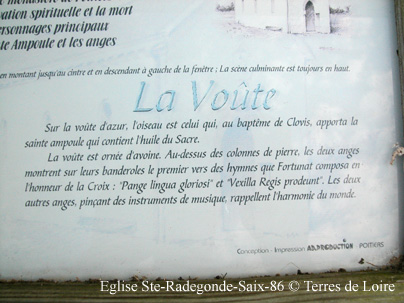 ovation spirituelle et la mort
ersonnages principaux
te Ampoule et les anges
en montant jusqu'au cintre et en descendant à gauche de la fenêtre ; La scène culminante est toujours en haut.
La Voûte
Sur la voûte d'azur, l'oiseau est celui qui, au baptême de Clovis, apporta la
sainte ampoule qui contient l'huile du Sacre.
La voûte est ornée d'avoine. Au-dessus des colonnes de pierre, les deux anges
montrent sur leurs banderoles le premier vers des hymnes que Fortunat composa en
l'honneur de la Croix : "Pange lingua gloriosi" et "Vexilla Regis prodeunt". Les deux
autres anges, pinçant des instruments de musique, rappellent l'harmonie du monde.
Conception - Impression AD.PRODUCTION POITIERS
Eglise Ste-Radegonde-Saix-86 © Terres de Loire